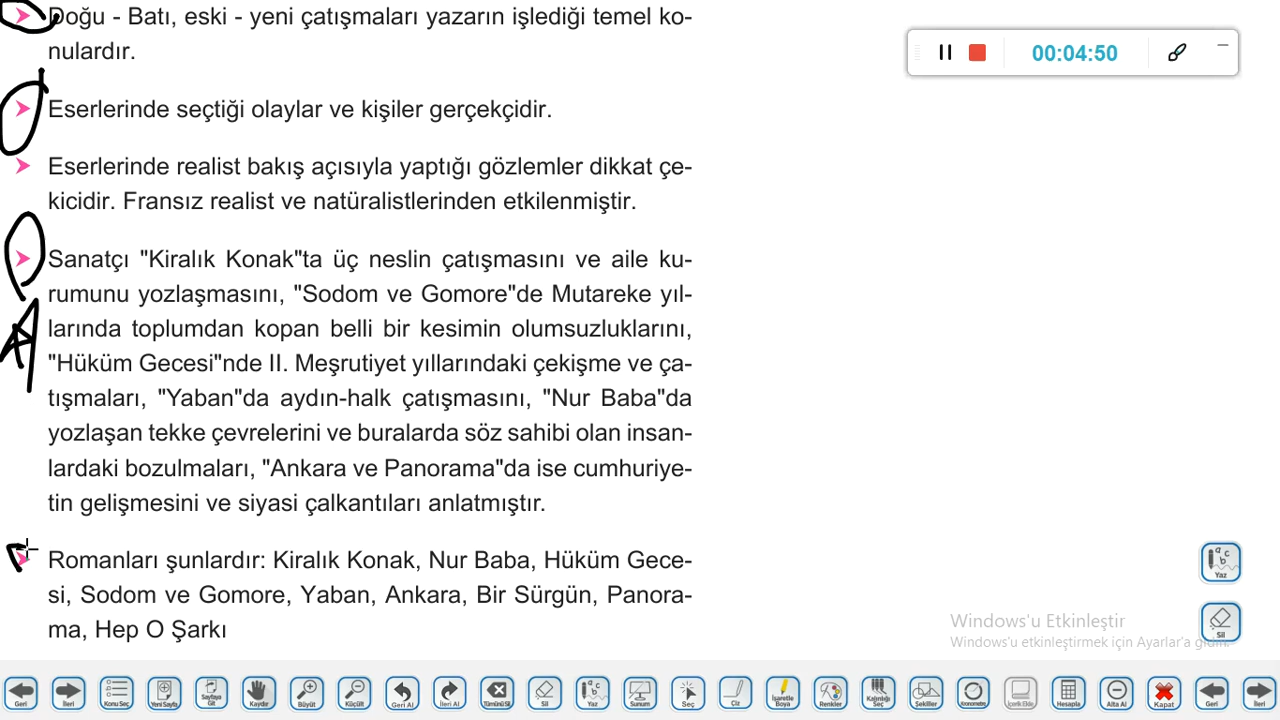 Doğu - Batı, eski - yeni çatışmaları yazarın işlediği temel ko-
nulardır.
00:04:50
Eserlerinde seçtiği olaylar ve kişiler gerçekçidir.
Eserlerinde realist bakış açısıyla yaptığı gözlemler dikkat çe-
kicidir. Fransız realist ve natüralistlerinden etkilenmiştir.
Sanatçı "Kiralık Konak"ta üç neslin çatışmasını ve aile ku-
rumunu yozlaşmasını, "Sodom ve Gomore"de Mutareke yıl-
larında toplumdan kopan belli bir kesimin olumsuzluklarını,
"Hüküm Gecesi"nde II. Meşrutiyet yıllarındaki çekişme ve ça-
tışmaları, "Yaban"da aydın-halk çatışmasını, "Nur Baba"da
yozlaşan tekke çevrelerini ve buralarda söz sahibi olan insan-
lardaki bozulmaları, "Ankara ve Panorama"da ise cumhuriye-
tin gelişmesini ve siyasi çalkantıları anlatmıştır.
Romanları şunlardır: Kiralık Konak, Nur Baba, Hüküm Gece-
si, Sodom ve Gomore, Yaban, Ankara, Bir Sürgün, Panora-
ma, Hep O Şarkı
a b c
Yaz
Sil
Windows'u Etkinleştir
Windows'u etkinleştirmek için Ayarlar'a gidin.
Geri İleri Konu Seç Yeni Sayfa Sayfaya Git Kaydır Büyüt Küçült Geri Al İleri Al Tümünü Sil Sil Yaz Sunum Seç Çiz İşaretle Boya Renkler Kalınlığı Seç Şekiller Kronometre İçerik Ekle Hesapla Alta Al Kapat Geri İleri